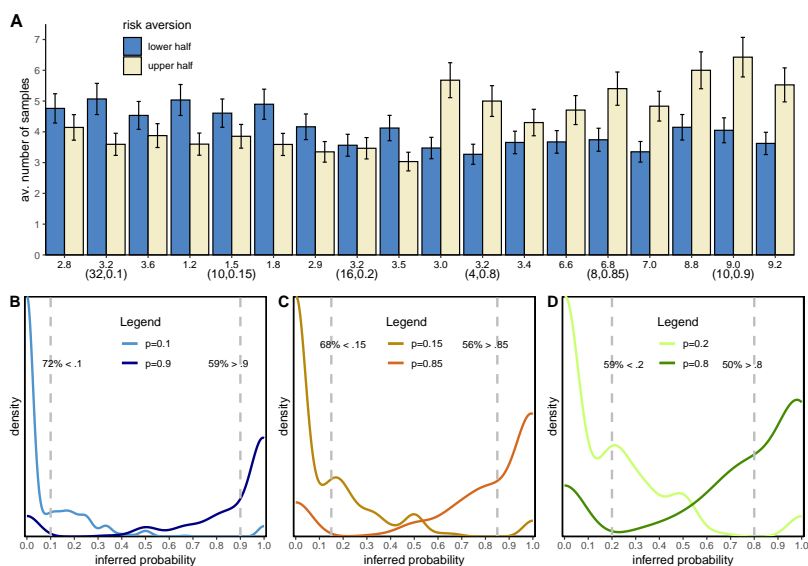 A
risk aversion
lower half
upper half
av. number of samples
7
6
5
4
3
2
1
0
2.8 3.2 3.6 1.2 1.5 1.8 2.9 3.2 3.5 3.0 3.2 3.4 6.6 6.8 7.0 8.8 9.0 9.2
(32,0.1) (10,0.15) (16,0.2) (4,0.8) (8,0.85) (10,0.9)
B
Legend
p=0.1
p=0.9
72% < .1
59% > .9
density
0.0 0.1 0.2 0.3 0.4 0.5 0.6 0.7 0.8 0.9 1.0
inferred probability
C
Legend
p=0.15
p=0.85
68% < .15
56% > .85
density
0.0 0.1 0.2 0.3 0.4 0.5 0.6 0.7 0.8 0.9 1.0
inferred probability
D
Legend
p=0.2
p=0.8
59% < .2
50% > .8
density
0.0 0.1 0.2 0.3 0.4 0.5 0.6 0.7 0.8 0.9 1.0
inferred probability